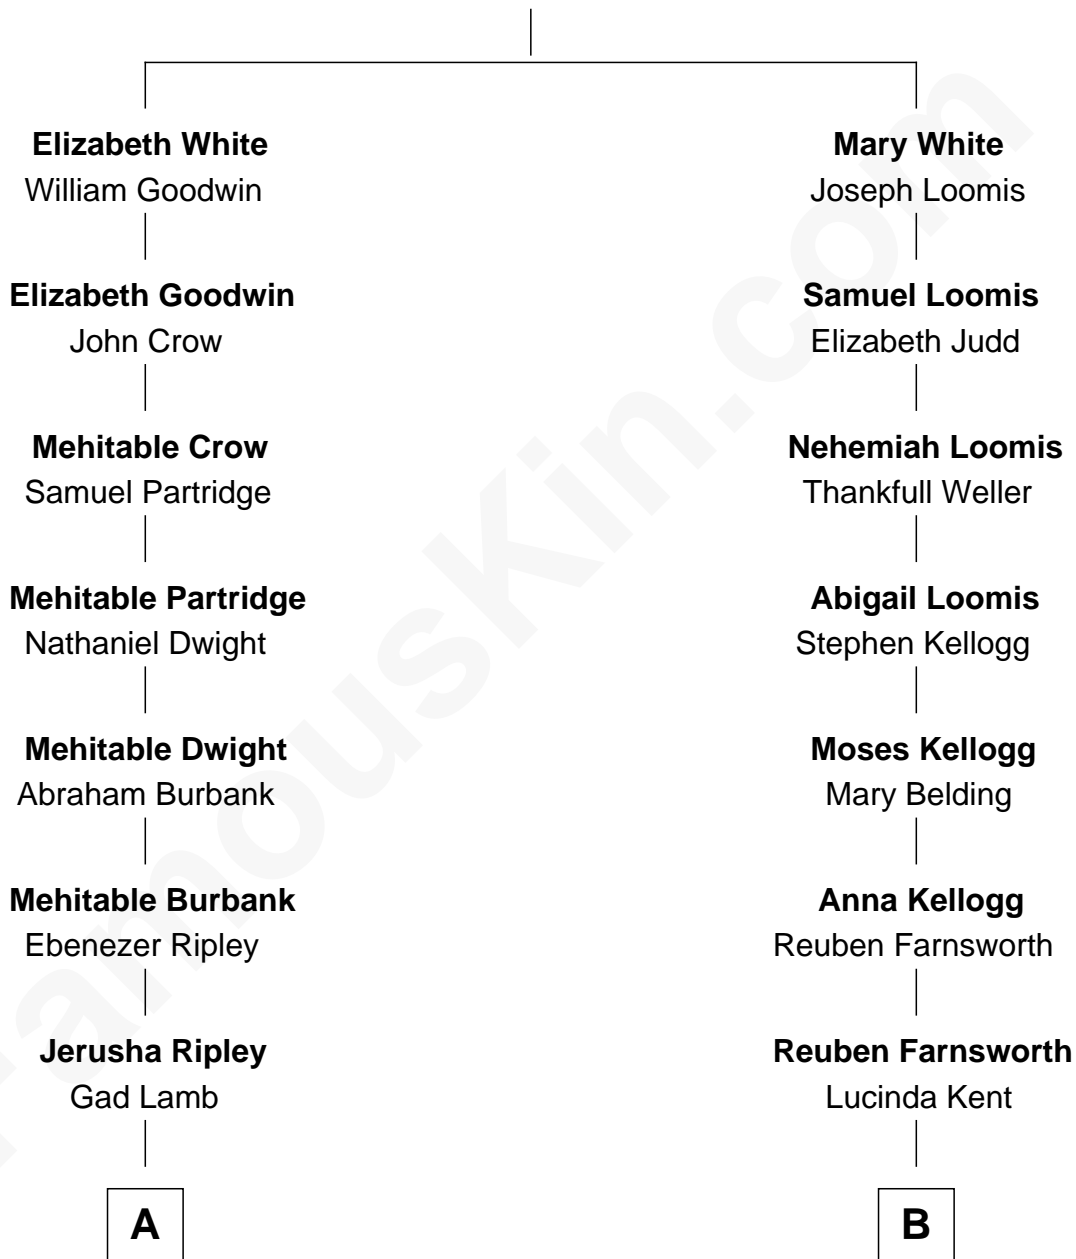 Elizabeth White
William Goodwin
Elizabeth Goodwin
John Crow
Mehitable Crow
Samuel Partridge
Mehitable Partridge
Nathaniel Dwight
Mehitable Dwight
Abraham Burbank
Mehitable Burbank
Ebenezer Ripley
Jerusha Ripley
Gad Lamb
A
Mary White
Joseph Loomis
Samuel Loomis
Elizabeth Judd
Nehemiah Loomis
Thankfull Weller
Abigail Loomis
Stephen Kellogg
Moses Kellogg
Mary Belding
Anna Kellogg
Reuben Farnsworth
Reuben Farnsworth
Lucinda Kent
B
FamousKin.com